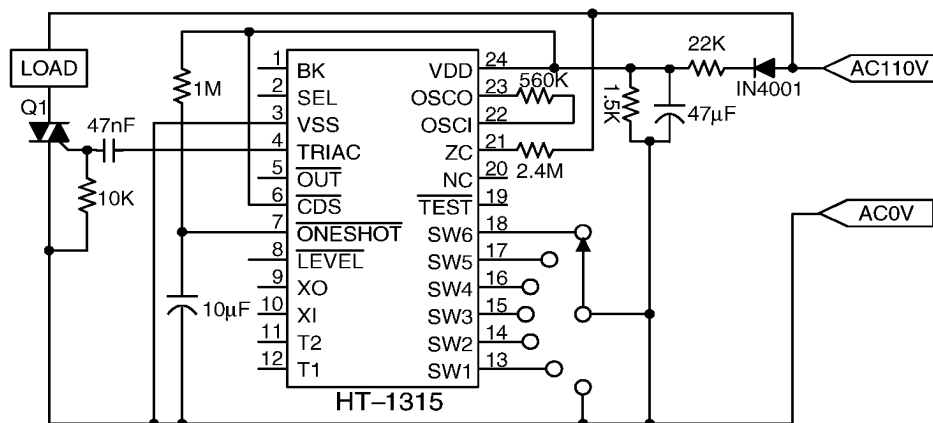 LOAD
Q1
47nF
10K
1M
10µF
1 BK
2 SEL
3 VSS
4 TRIAC
5 OUT
6 CDS
7 ONESHOT
8 LEVEL
9 XO
10 XI
11 T2
12 T1
VDD 24
OSCO 23
OSCI 22
ZC 21
NC 20
TEST 19
SW6 18
SW5 17
SW4 16
SW3 15
SW2 14
SW1 13
HT–1315
560K
2.4M
1.5K
47µF
22K
IN4001
AC110V
AC0V